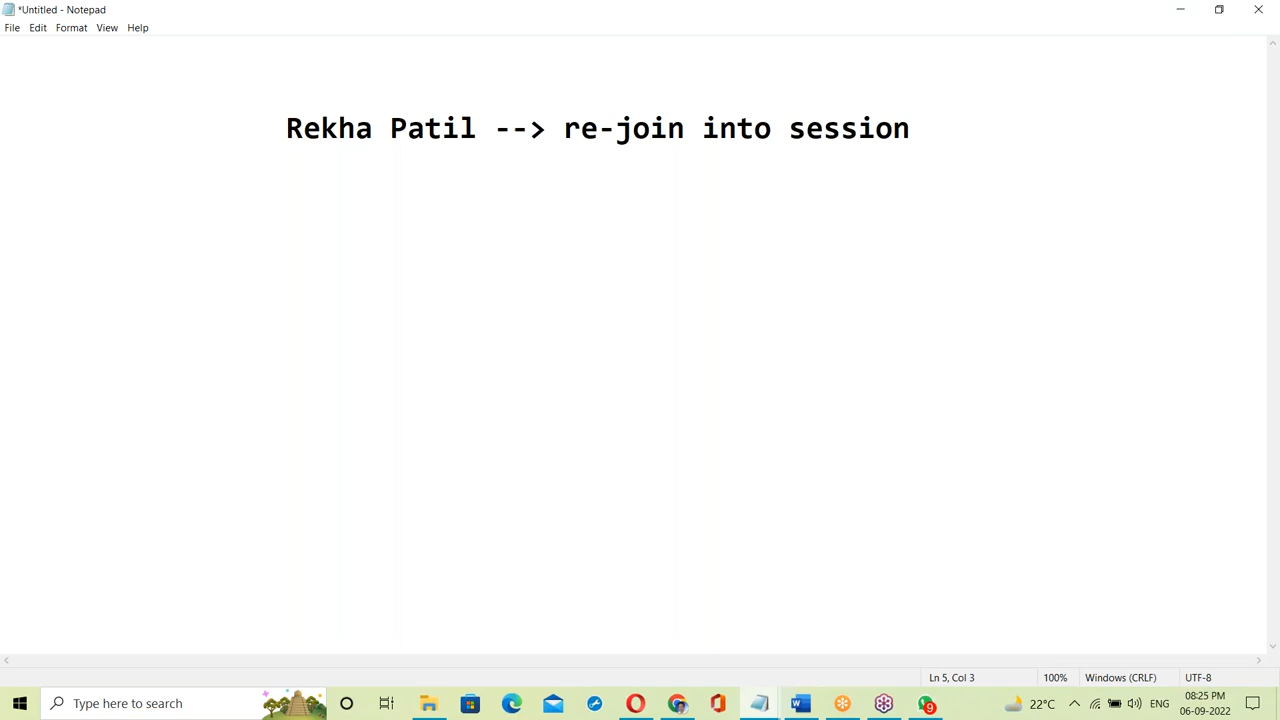 *Untitled - Notepad
File Edit Format View Help
Rekha Patil --> re-join into session
Ln 5, Col 3 100% Windows (CRLF) UTF-8
Type here to search
9
22°C
ENG
08:25 PM
06-09-2022